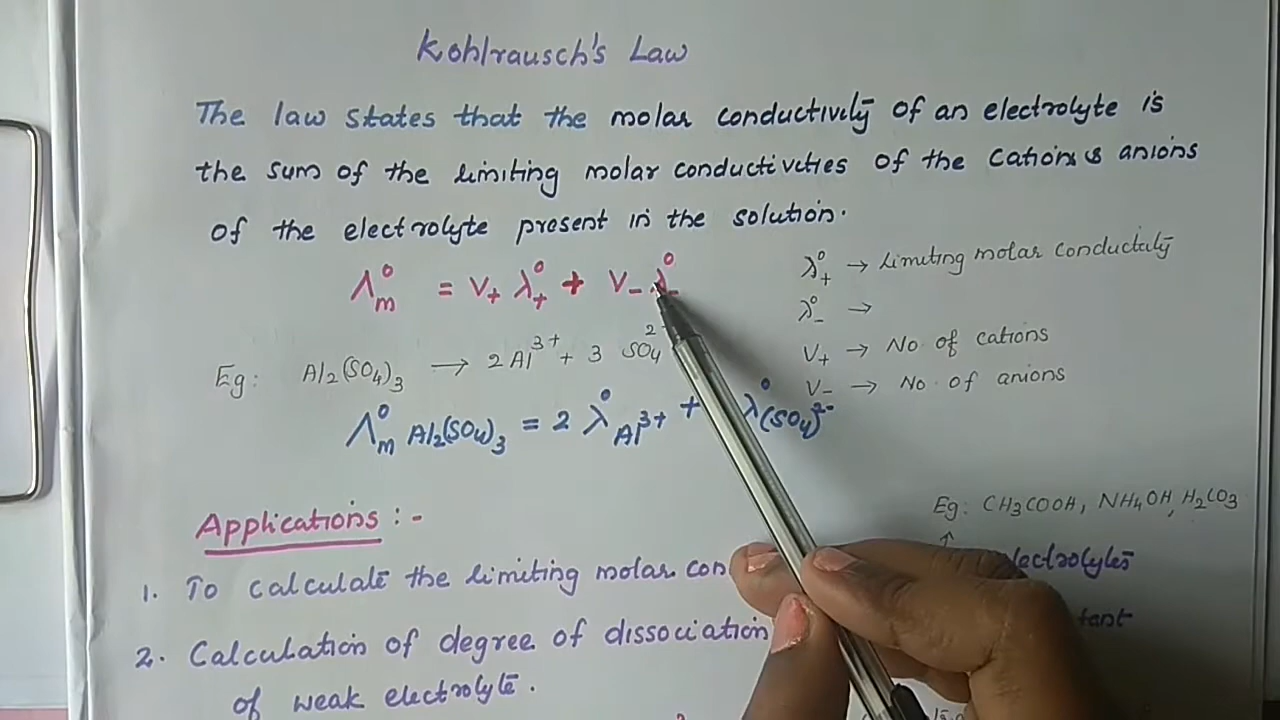 Kohlrausch's Law
The law states that the molar conductivity of an electrolyte is
the sum of the limiting molar conductivities of the cations & anions
of the electrolyte present in the solution.
Λ°m = V+ λ°+ + V- λ°-
λ°+ → Limiting molar conductality
λ°- →
V+ → No of cations
V- → No. of anions
Eg: Al2(SO4)3 → 2Al3+ + 3 SO4 2-
Λ°m Al2(SO4)3 = 2 λ°Al3+ + λ°(SO4)2-
Applications :-
Eg: CH3COOH, NH4OH, H2CO3
1. To calculate the limiting molar con electrolytes
2. Calculation of degree of dissociation
of weak electrolyte.